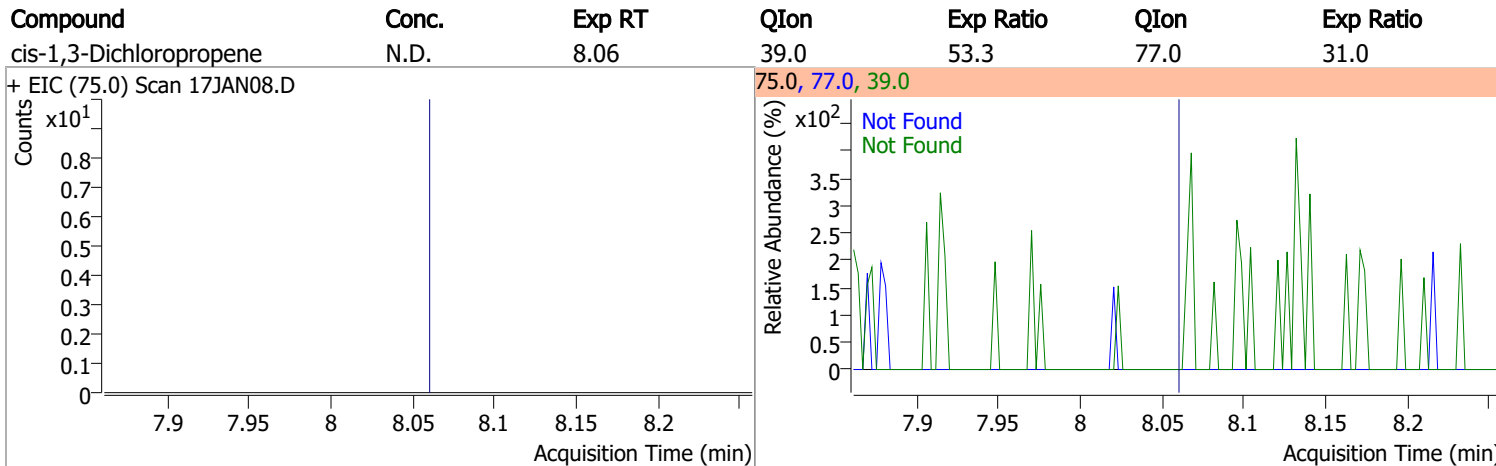 Compound Conc. Exp RT QIon Exp Ratio QIon Exp Ratio
cis-1,3-Dichloropropene N.D. 8.06 39.0 53.3 77.0 31.0
+ EIC (75.0) Scan 17JAN08.D
Counts
x10¹
0.8
0.7
0.6
0.5
0.4
0.3
0.2
0.1
0
7.9 7.95 8 8.05 8.1 8.15 8.2
Acquisition Time (min)
75.0, 77.0, 39.0
Relative Abundance (%)
x10²
Not Found
Not Found
3.5
3
2.5
2
1.5
1
0.5
0
7.9 7.95 8 8.05 8.1 8.15 8.2
Acquisition Time (min)